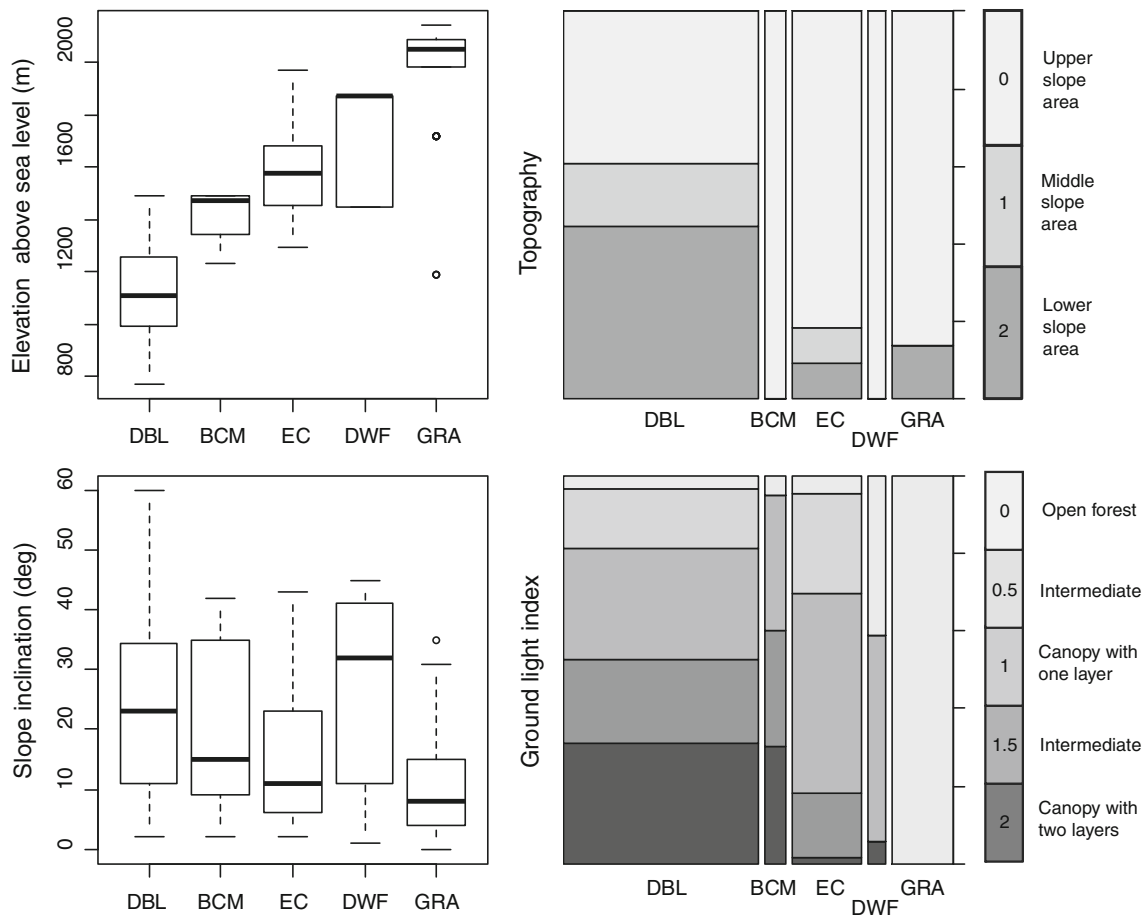 Elevation above sea level (m)
2000
1600
1200
800
DBL BCM EC DWF GRA
Topography
DBL BCM EC DWF GRA
0 Upper slope area
1 Middle slope area
2 Lower slope area
Slope inclination (deg)
60
50
40
30
20
10
0
DBL BCM EC DWF GRA
Ground light index
DBL BCM EC DWF GRA
0 Open forest
0.5 Intermediate
1 Canopy with one layer
1.5 Intermediate
2 Canopy with two layers